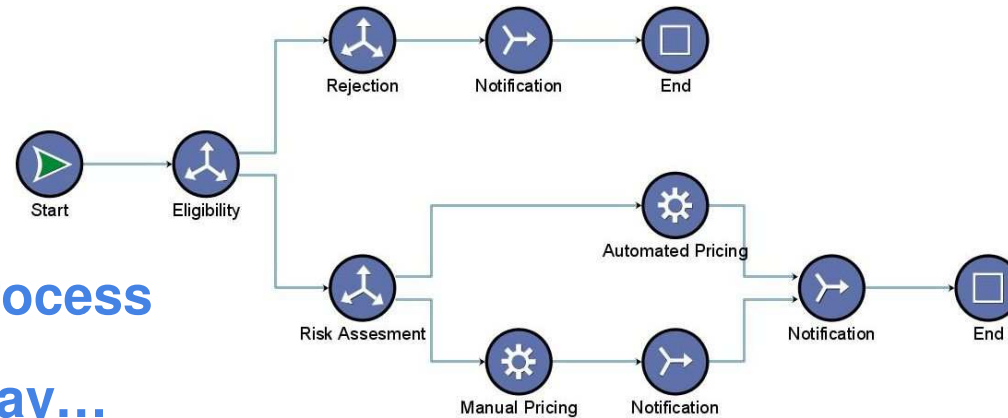 Rejection
Notification
End
Start
Eligibility
Automated Pricing
ocess
Risk Assesment
Notification
End
Manual Pricing
Notification